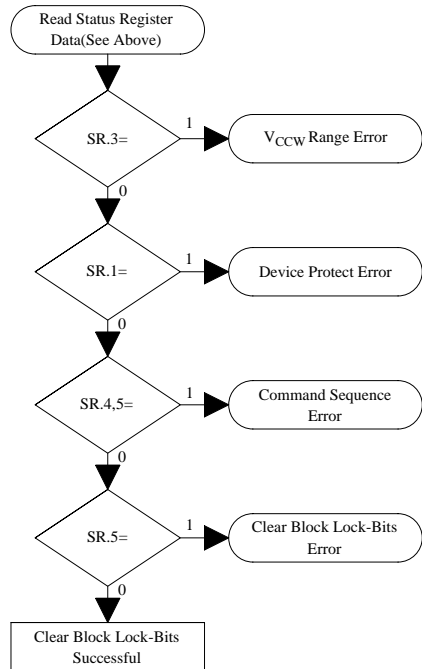 Read Status Register
Data(See Above)
SR.3=
1
VCCW Range Error
0
SR.1=
1
Device Protect Error
0
SR.4,5=
1
Command Sequence
Error
0
SR.5=
1
Clear Block Lock-Bits
Error
0
Clear Block Lock-Bits
Successful